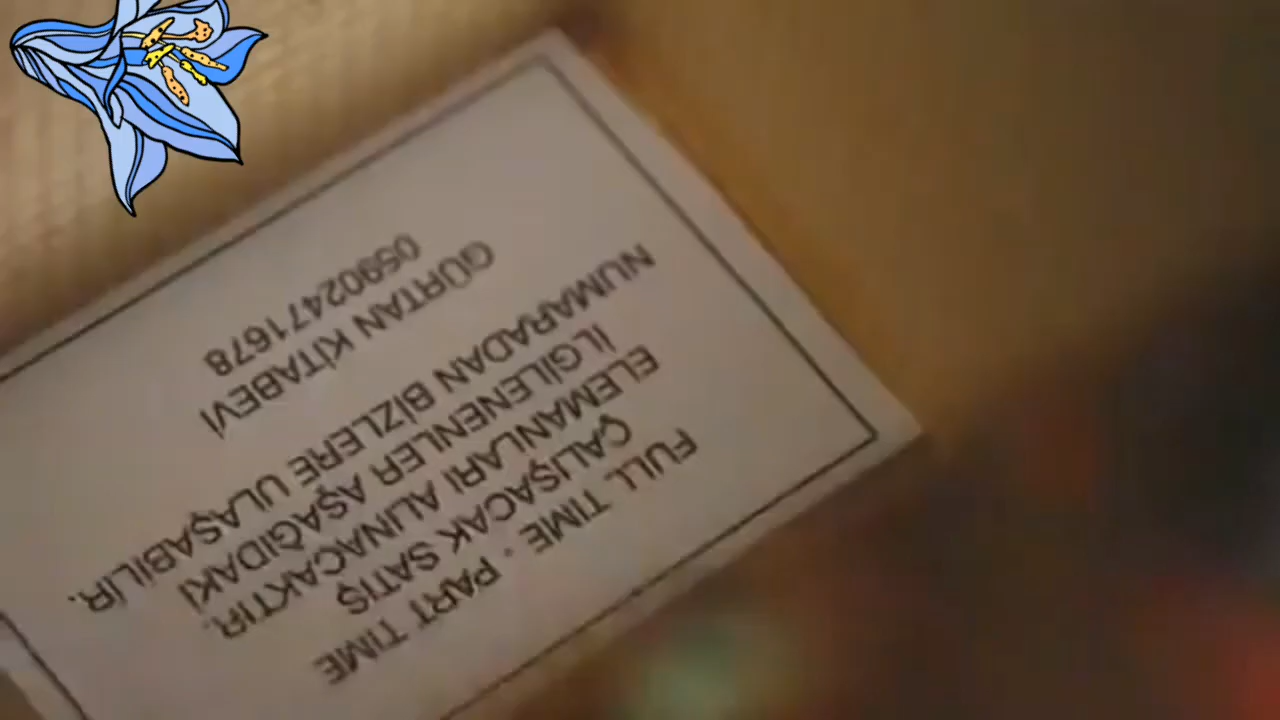 FULL TIME - PART TIME
ÇALIŞACAK SATIŞ
ELEMANLARI ALINACAKTIR.
İLGİLENENLER AŞAĞIDAKİ
NUMARADAN BİZLERE ULAŞABİLİR.
GÜRTAN KİTABEVİ
05902471678